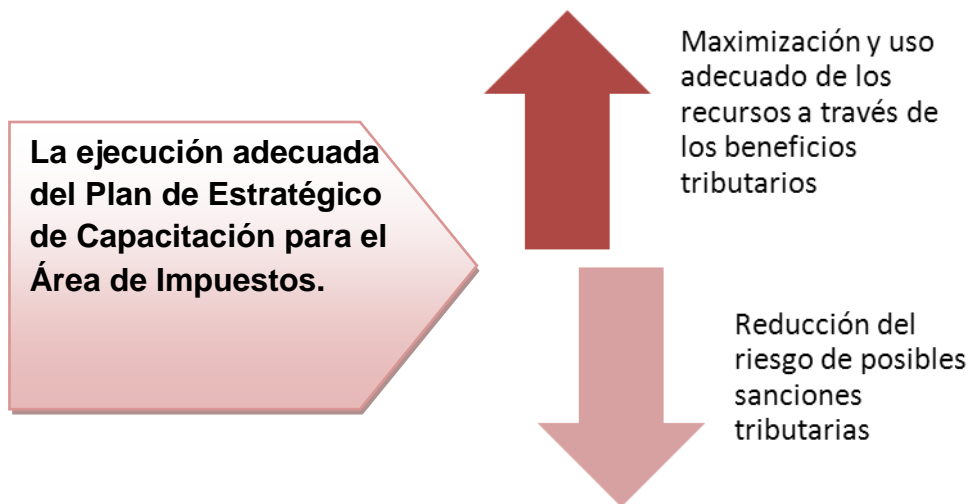 La ejecución adecuada
del Plan de Estratégico
de Capacitación para el
Área de Impuestos.
Maximización y uso
adecuado de los
recursos a través de
los beneficios
tributarios
Reducción del
riesgo de posibles
sanciones
tributarias